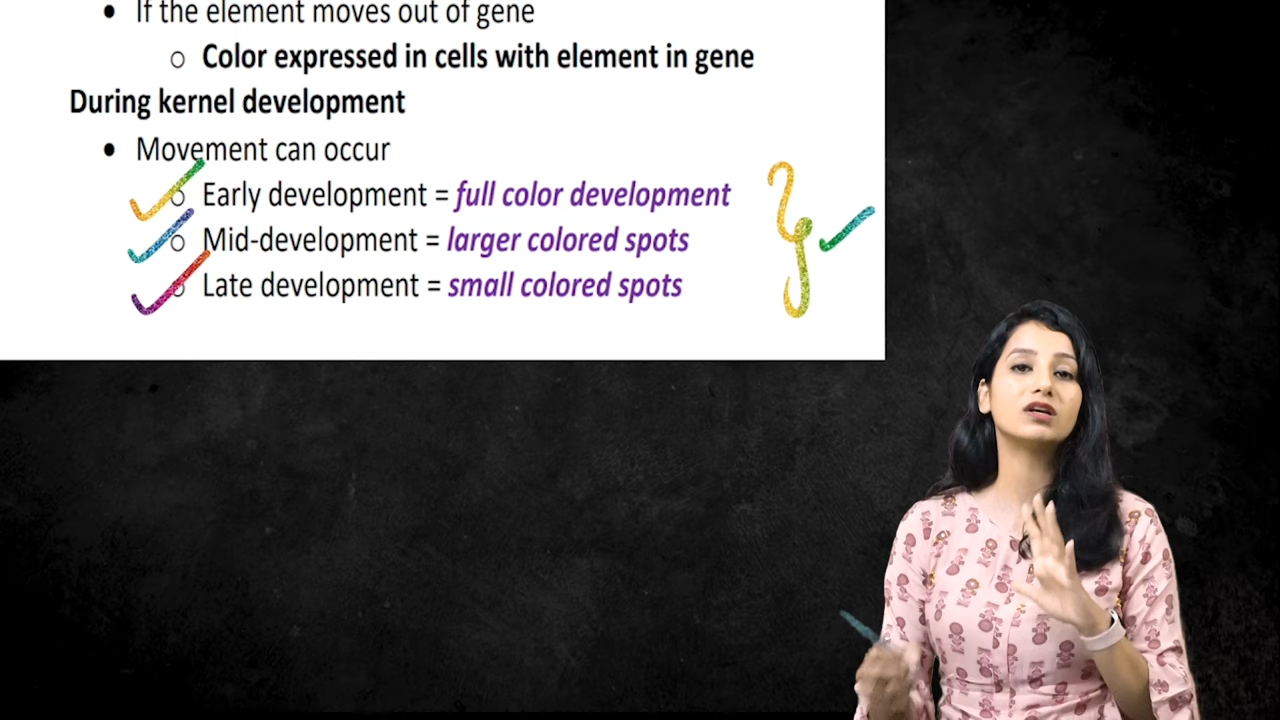 • If the element moves out of gene
o Color expressed in cells with element in gene
During kernel development
• Movement can occur
o Early development = full color development
o Mid-development = larger colored spots
o Late development = small colored spots